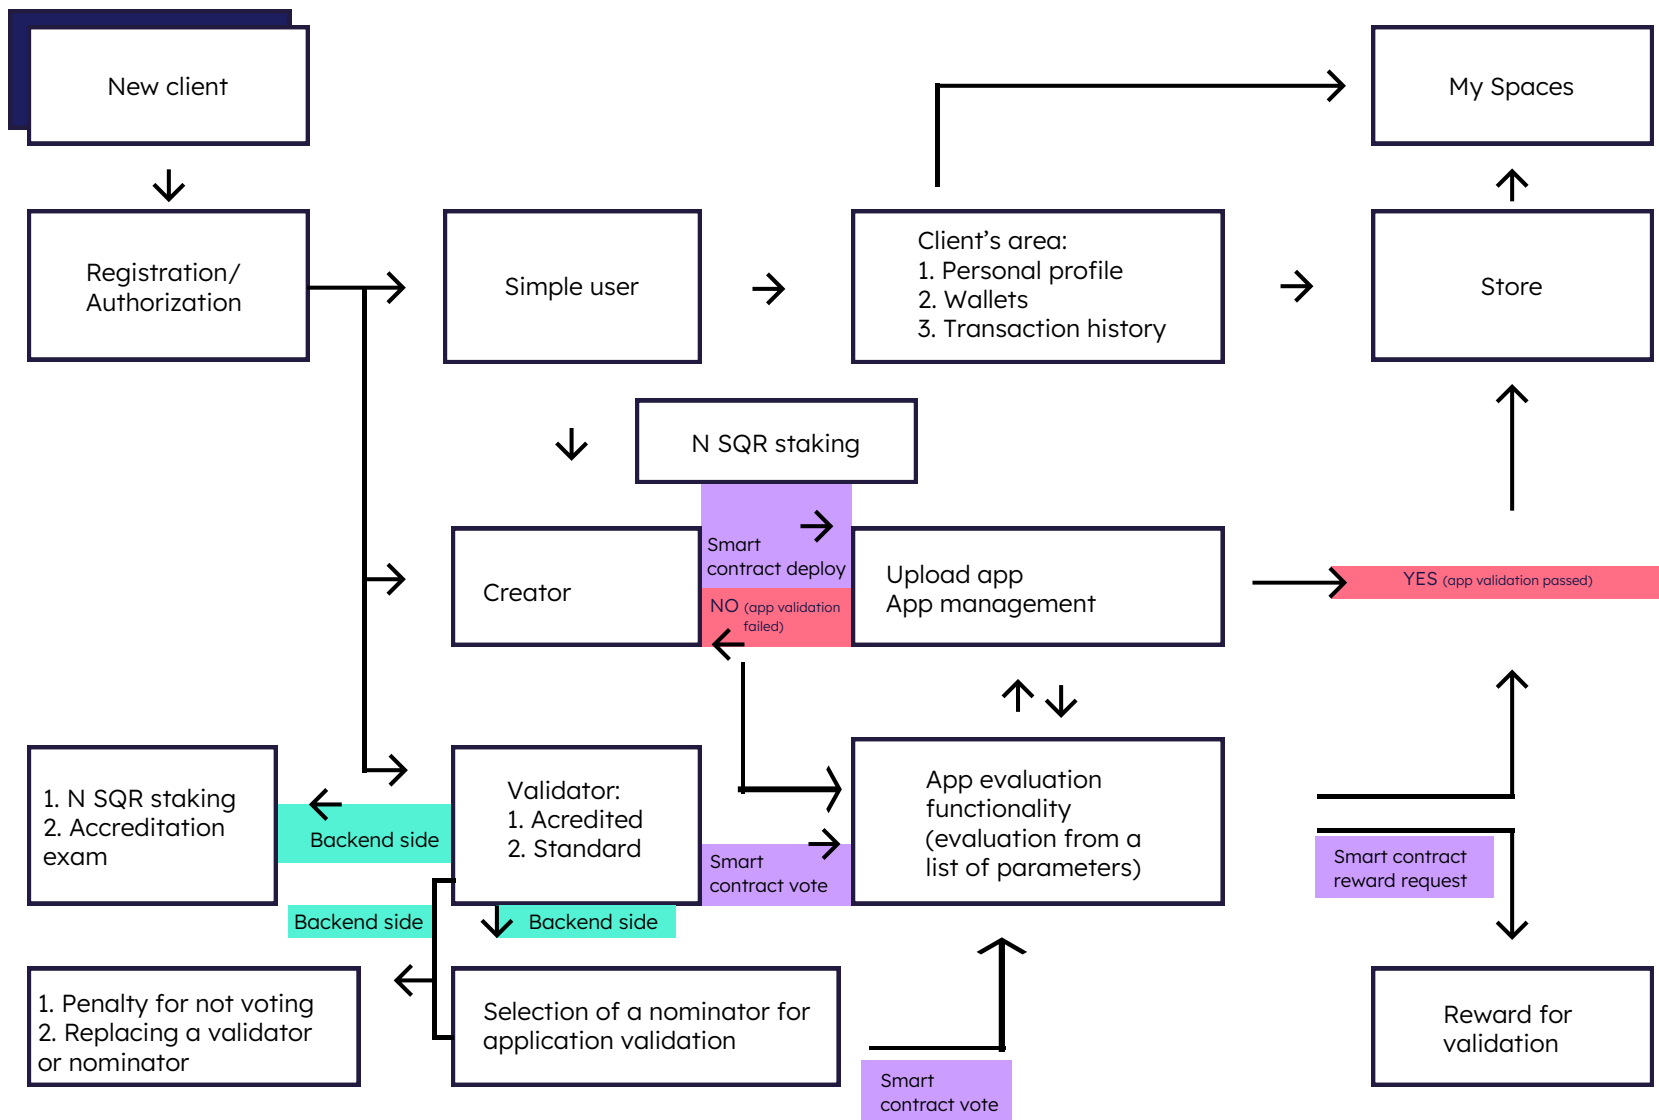 New client
My Spaces
Registration/
Authorization
Simple user
Client’s area:
1. Personal profile
2. Wallets
3. Transaction history
Store
N SQR staking
Creator
Smart
contract deploy
NO (app validation
failed)
Upload app
App management
YES (app validation passed)
1. N SQR staking
2. Accreditation
exam
Backend side
Validator:
1. Acredited
2. Standard
Smart
contract vote
App evaluation
functionality
(evaluation from a
list of parameters)
Smart contract
reward request
Backend side
Backend side
1. Penalty for not voting
2. Replacing a validator
or nominator
Selection of a nominator for
application validation
Smart
contract vote
Reward for
validation